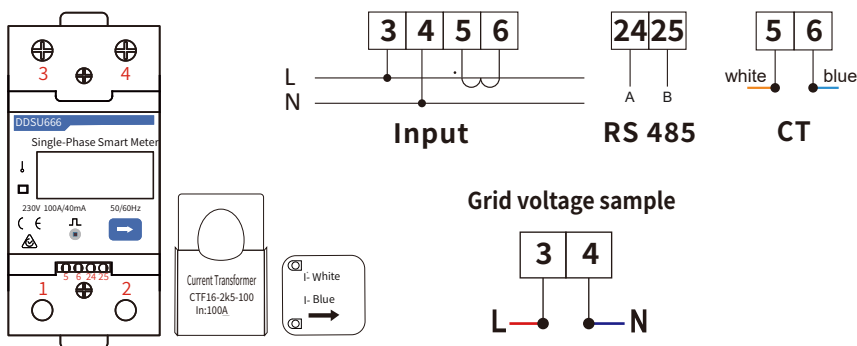 3 4
DDSU666
Single-Phase Smart Meter
230V 100A/40mA 50/60Hz
C E
5 6 24 25
1 2
Current Transformer
CTF16-2k5-100
In:100A
I- White
I- Blue
3 4 5 6
L
N
Input
24 25
A B
RS 485
5 6
white blue
CT
Grid voltage sample
3 4
L N